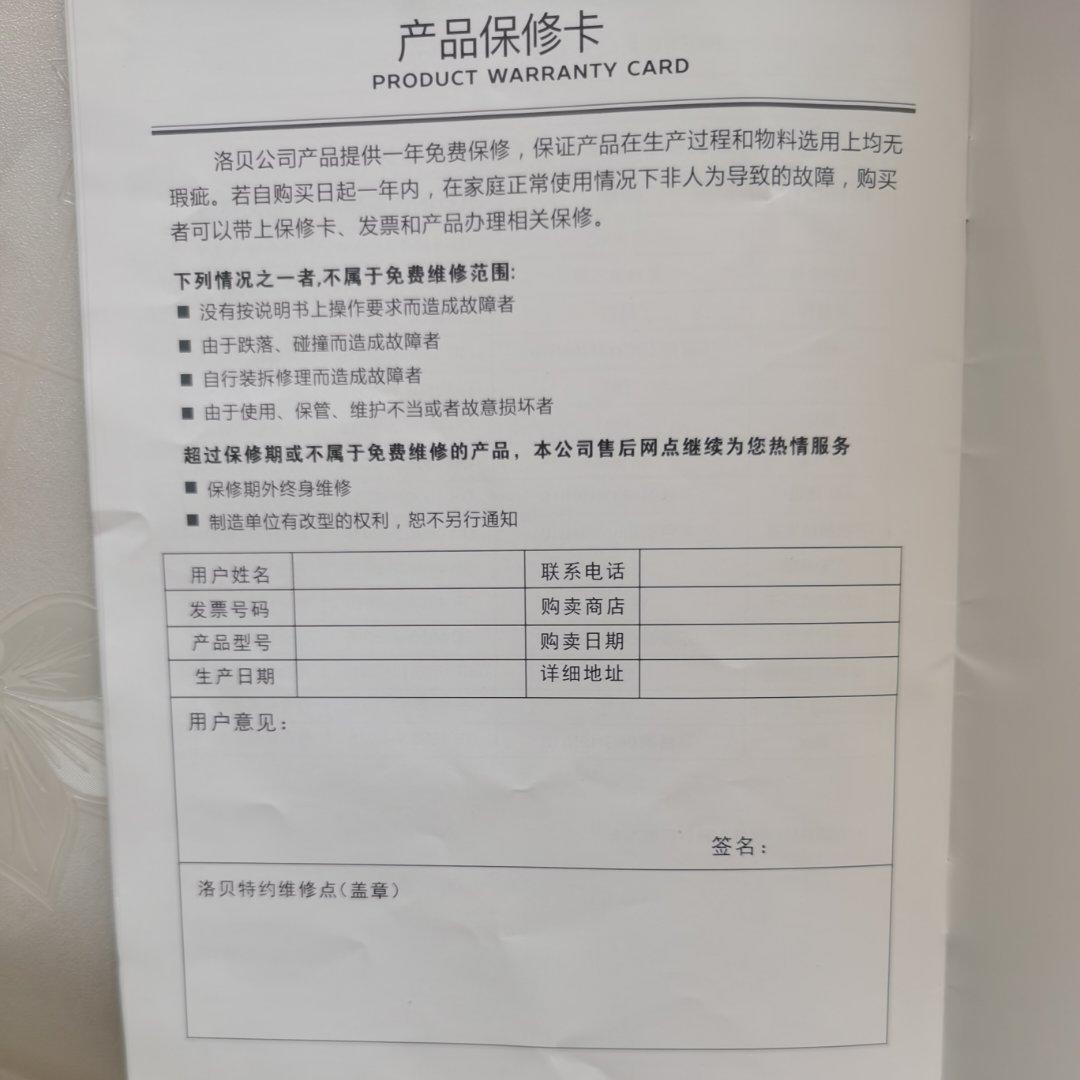 产品保修卡
PRODUCT WARRANTY CARD
洛贝公司产品提供一年免费保修，保证产品在生产过程和物料选用上均无
瑕疵。若自购买日起一年内，在家庭正常使用情况下非人为导致的故障，购买
者可以带上保修卡、发票和产品办理相关保修。
下列情况之一者,不属于免费维修范围:
■ 没有按说明书上操作要求而造成故障者
■ 由于跌落、碰撞而造成故障者
■ 自行装拆修理而造成故障者
■ 由于使用、保管、维护不当或者故意损坏者
超过保修期或不属于免费维修的产品，本公司售后网点继续为您热情服务
■ 保修期外终身维修
■ 制造单位有改型的权利，恕不另行通知
用户姓名 联系电话
发票号码 购卖商店
产品型号 购卖日期
生产日期 详细地址
用户意见：
签名：
洛贝特约维修点(盖章)